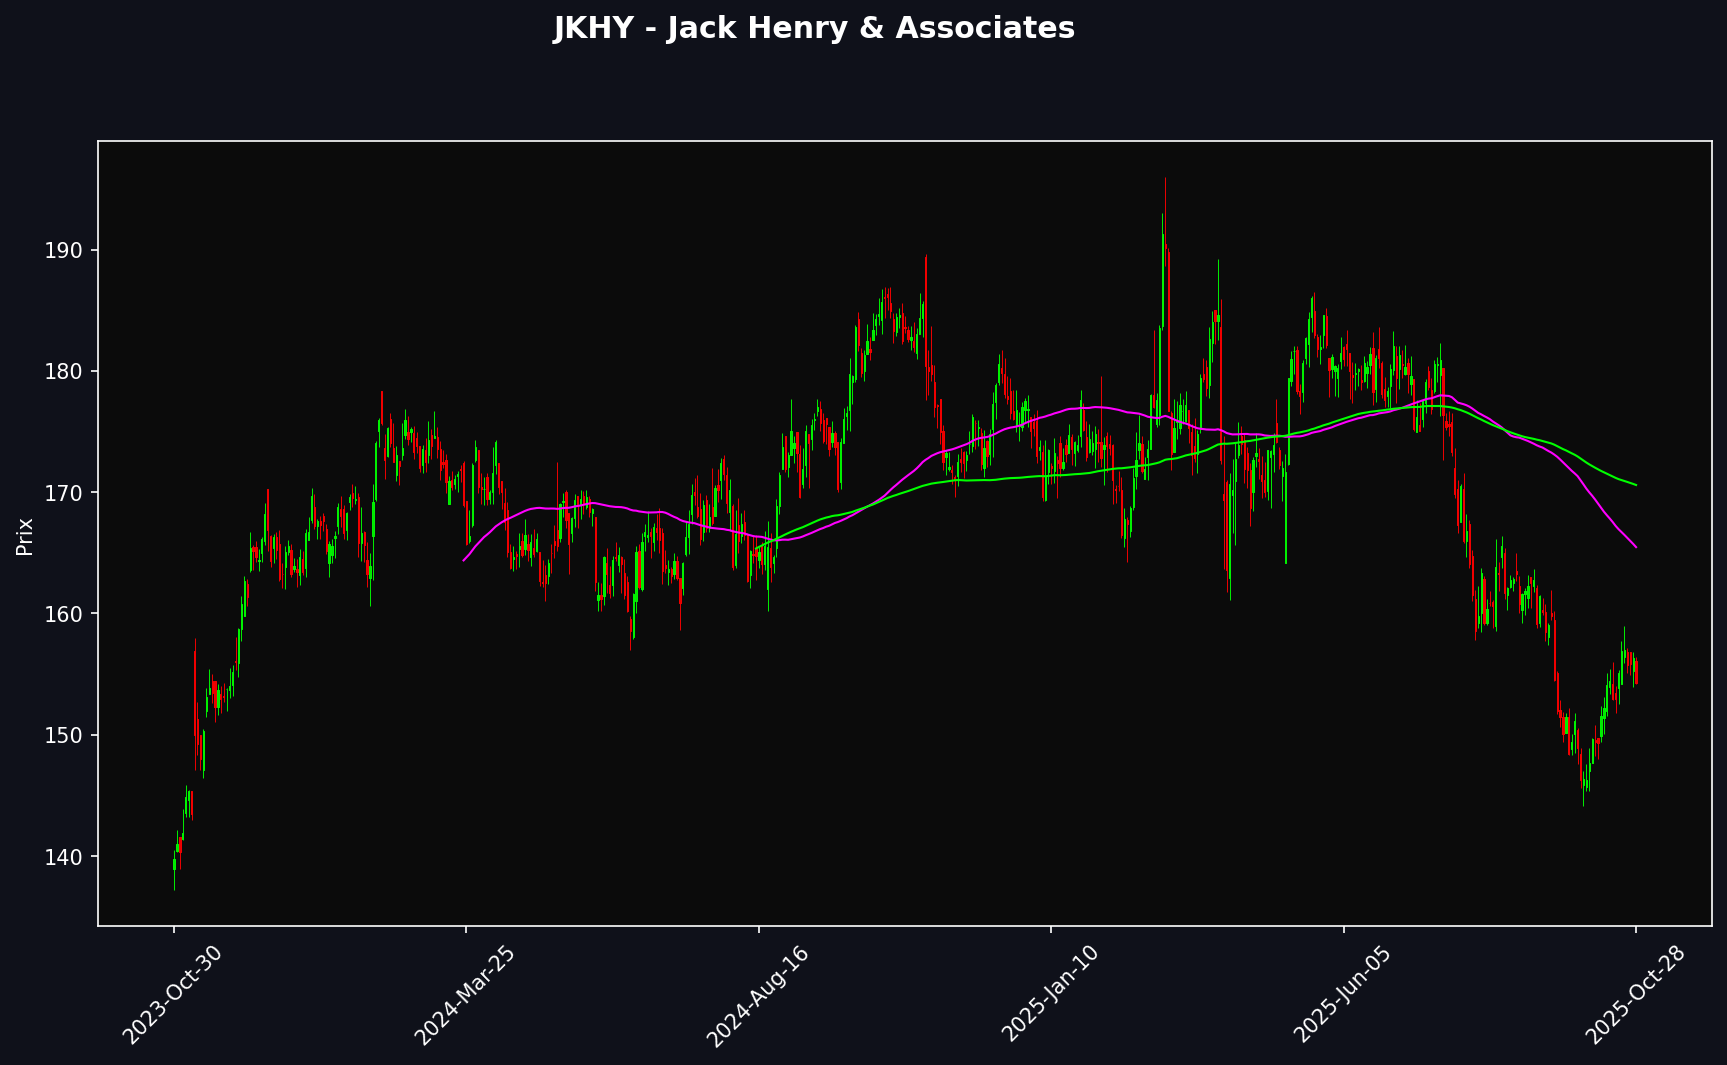 JKHY - Jack Henry & Associates
Prix
190
180
170
160
150
140
2023-Oct-30
2024-Mar-25
2024-Aug-16
2025-Jan-10
2025-Jun-05
2025-Oct-28